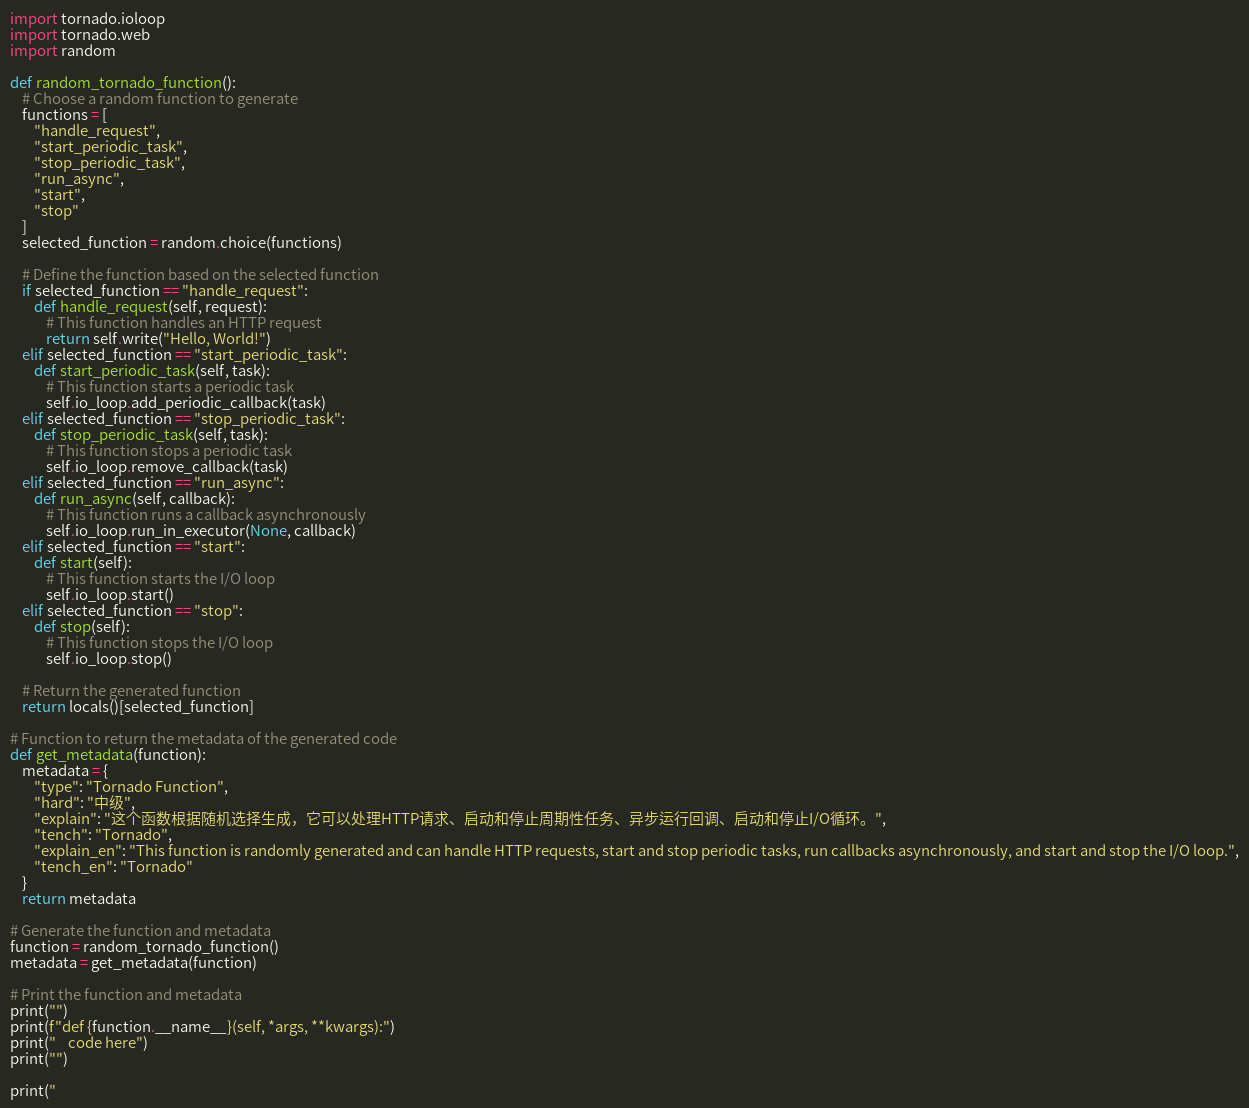 import tornado.ioloop
import tornado.web
import random

def random_tornado_function():
    # Choose a random function to generate
    functions = [
        "handle_request",
        "start_periodic_task",
        "stop_periodic_task",
        "run_async",
        "start",
        "stop"
    ]
    selected_function = random.choice(functions)

    # Define the function based on the selected function
    if selected_function == "handle_request":
        def handle_request(self, request):
            # This function handles an HTTP request
            return self.write("Hello, World!")
    elif selected_function == "start_periodic_task":
        def start_periodic_task(self, task):
            # This function starts a periodic task
            self.io_loop.add_periodic_callback(task)
    elif selected_function == "stop_periodic_task":
        def stop_periodic_task(self, task):
            # This function stops a periodic task
            self.io_loop.remove_callback(task)
    elif selected_function == "run_async":
        def run_async(self, callback):
            # This function runs a callback asynchronously
            self.io_loop.run_in_executor(None, callback)
    elif selected_function == "start":
        def start(self):
            # This function starts the I/O loop
            self.io_loop.start()
    elif selected_function == "stop":
        def stop(self):
            # This function stops the I/O loop
            self.io_loop.stop()

    # Return the generated function
    return locals()[selected_function]

# Function to return the metadata of the generated code
def get_metadata(function):
    metadata = {
        "type": "Tornado Function",
        "hard": "中级",
        "explain": "这个函数根据随机选择生成，它可以处理HTTP请求、启动和停止周期性任务、异步运行回调、启动和停止I/O循环。",
        "tench": "Tornado",
        "explain_en": "This function is randomly generated and can handle HTTP requests, start and stop periodic tasks, run callbacks asynchronously, and start and stop the I/O loop.",
        "tench_en": "Tornado"
    }
    return metadata

# Generate the function and metadata
function = random_tornado_function()
metadata = get_metadata(function)

# Print the function and metadata
print("")
print(f"def {function.__name__}(self, *args, **kwargs):")
print("    code here")
print("")

print("